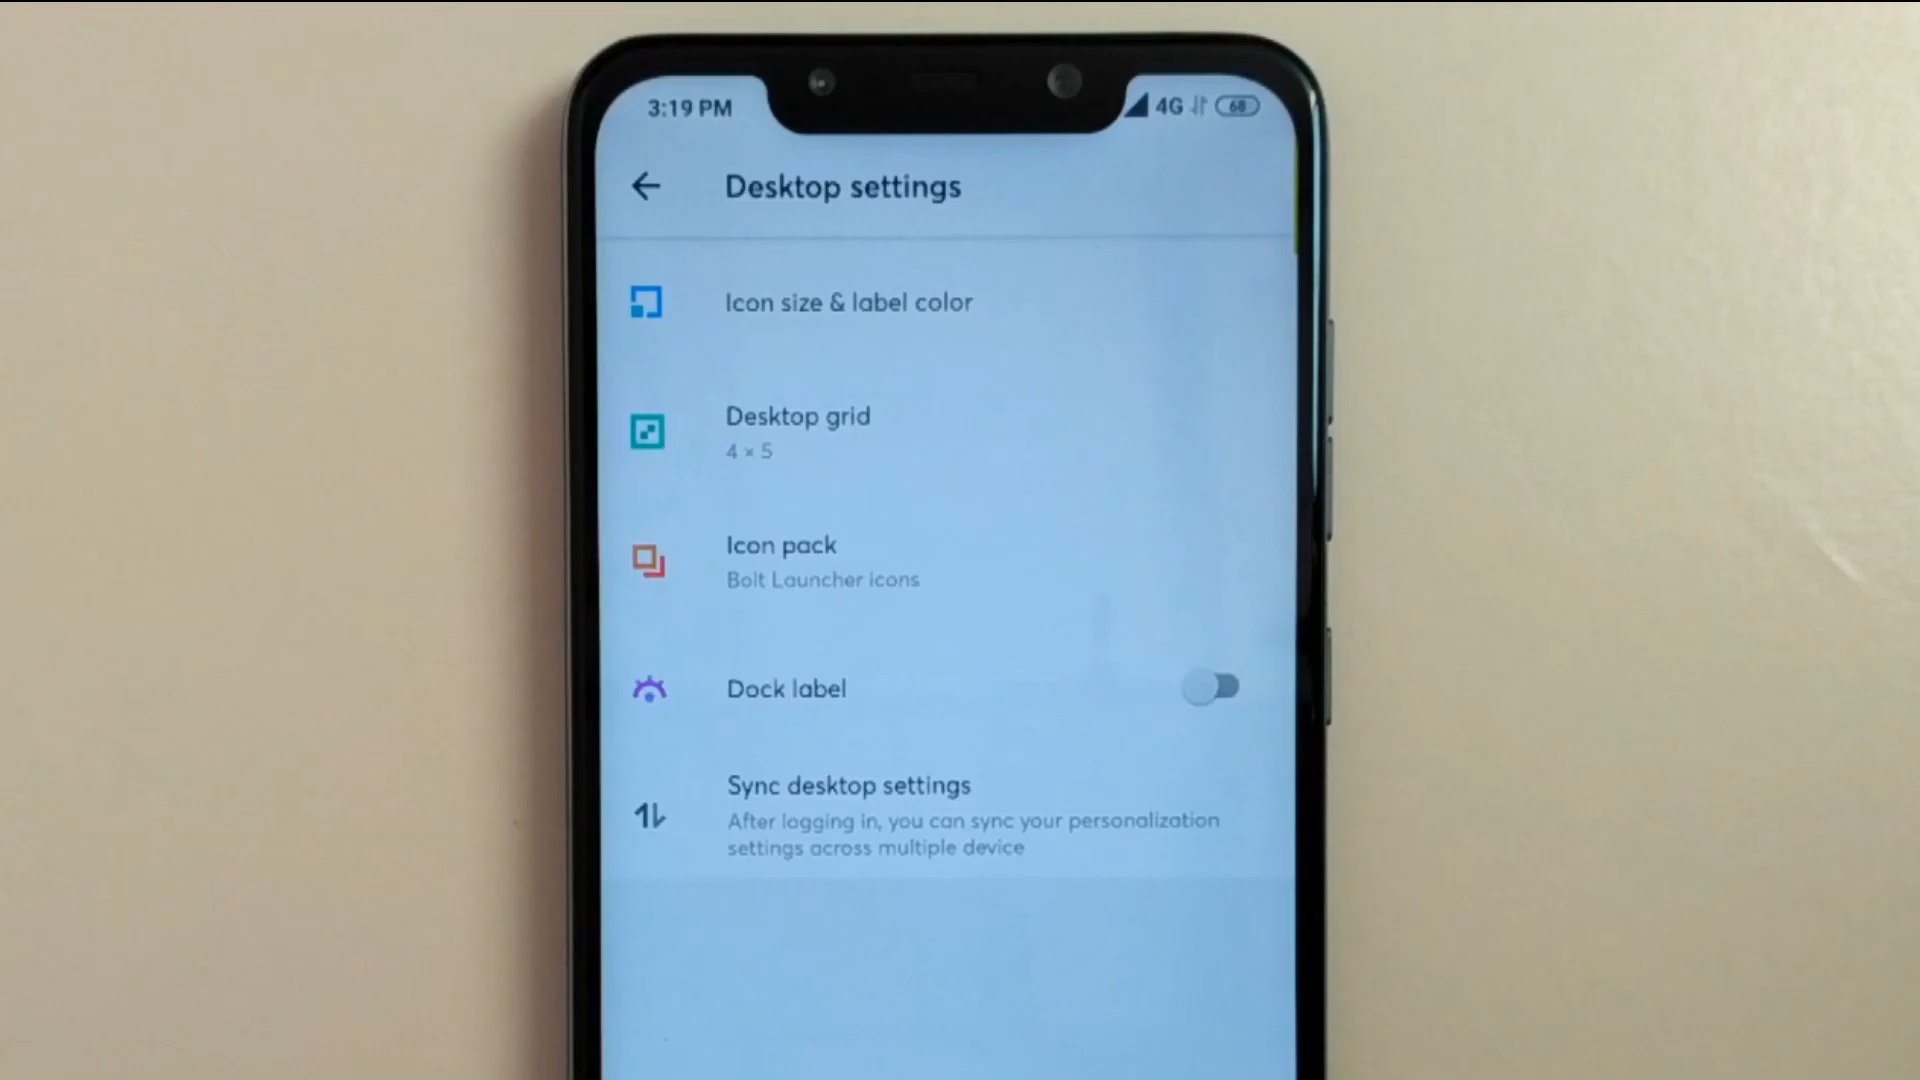 3:19 PM
4G 68
Desktop settings
Icon size & label color
Desktop grid
4 × 5
Icon pack
Bolt Launcher icons
Dock label
Sync desktop settings
After logging in, you can sync your personalization
settings across multiple device